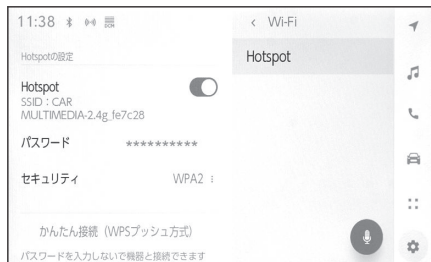 11:38
Hotspotの設定
Hotspot
SSID：CAR
MULTIMEDIA-2.4g_fe7c28
パスワード **********
セキュリティ WPA2
かんたん接続（WPSプッシュ方式）
パスワードを入力しないで機器と接続できます
< Wi-Fi
Hotspot